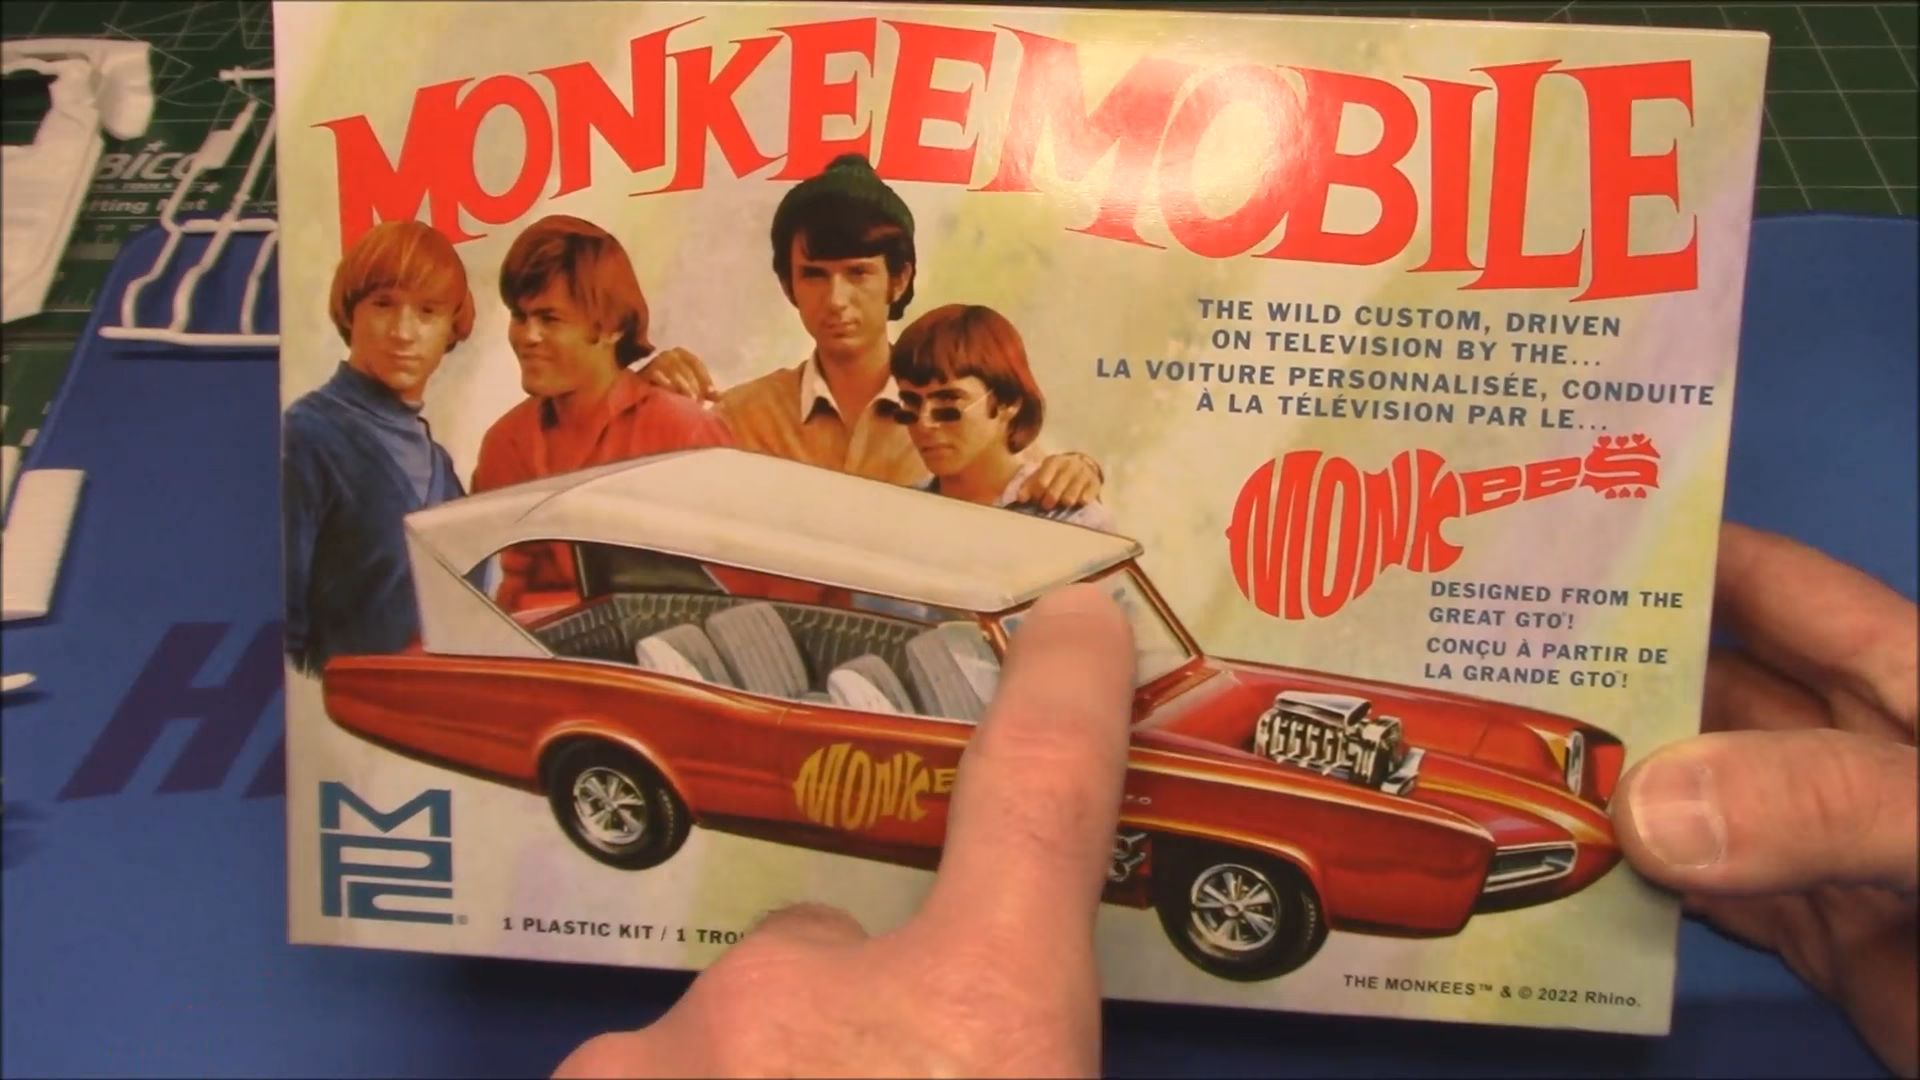 MONKEEMOBILE
THE WILD CUSTOM, DRIVEN
ON TELEVISION BY THE...
LA VOITURE PERSONNALISÉE, CONDUITE
À LA TÉLÉVISION PAR LE...
MONKEES
DESIGNED FROM THE
GREAT GTO!
CONÇU À PARTIR DE
LA GRANDE GTO!
MONKE
MPC
1 PLASTIC KIT / 1
THE MONKEES™ & © 2022 Rhino.